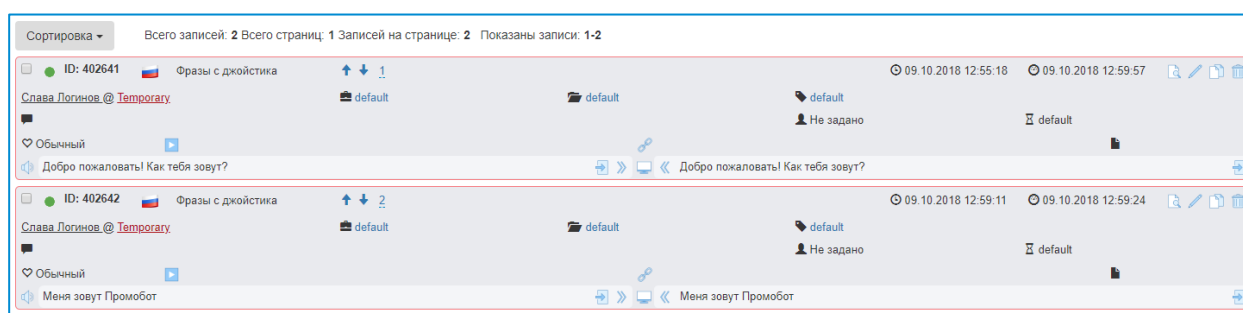 Сортировка Всего записей: 2 Всего страниц: 1 Записей на странице: 2 Показаны записи: 1-2
ID: 402641 Фразы с джойстика 1 09.10.2018 12:55:18 09.10.2018 12:59:57
Слава Логинов @ Temporary default default default
Не задано default
Обычный
Добро пожаловать! Как тебя зовут? Добро пожаловать! Как тебя зовут?
ID: 402642 Фразы с джойстика 2 09.10.2018 12:59:11 09.10.2018 12:59:24
Слава Логинов @ Temporary default default default
Не задано default
Обычный
Меня зовут Промобот Меня зовут Промобот